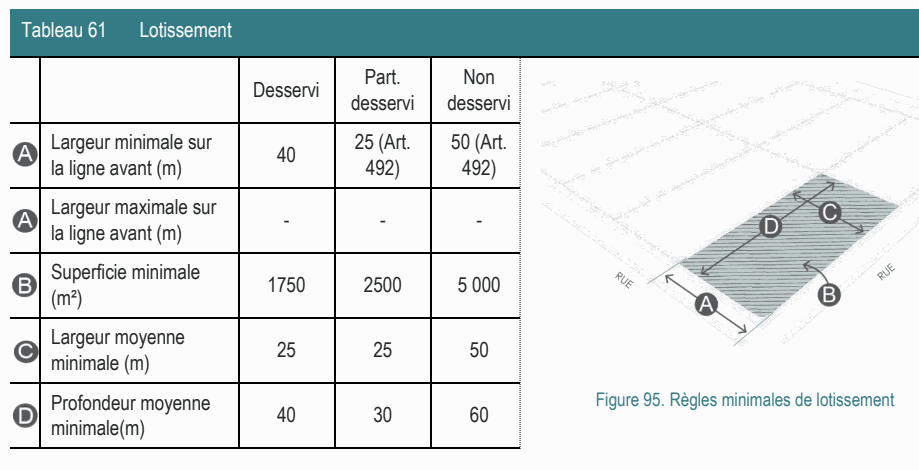 Tableau 61 Lotissement
Desservi
Part.
desservi
Non
desservi
A
Largeur minimale sur
la ligne avant (m)
40
25 (Art.
492)
50 (Art.
492)
A
Largeur maximale sur
la ligne avant (m)
-
-
-
B
Superficie minimale
(m²)
1750
2500
5 000
C
Largeur moyenne
minimale (m)
25
25
50
D
Profondeur moyenne
minimale(m)
40
30
60
C
D
RUE
RUE
A
B
Figure 95. Règles minimales de lotissement